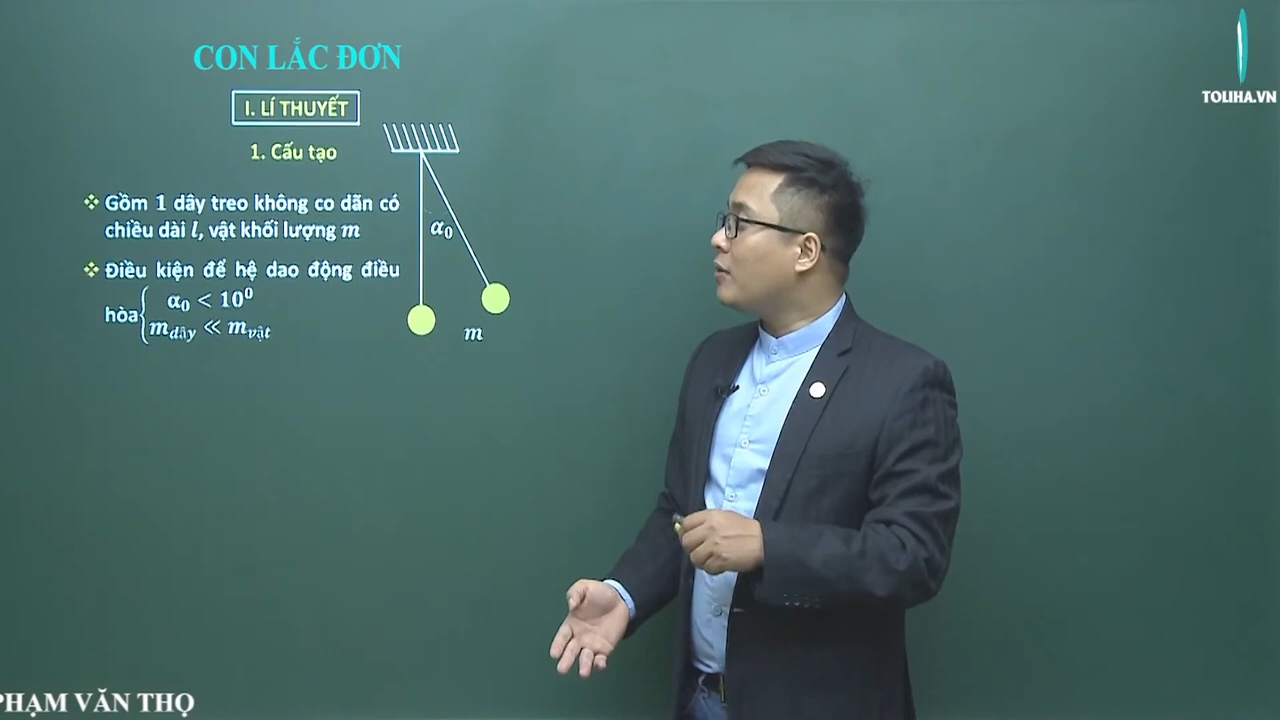 CON LẮC ĐƠN
I. LÍ THUYẾT
1. Cấu tạo
❖ Gồm 1 dây treo không co dãn có
chiều dài l, vật khối lượng m
❖ Điều kiện để hệ dao động điều
hòa { α₀ < 10⁰
m_dây ≪ m_vật
α₀
m
TOLIHA.VN
PHẠM VĂN THỌ